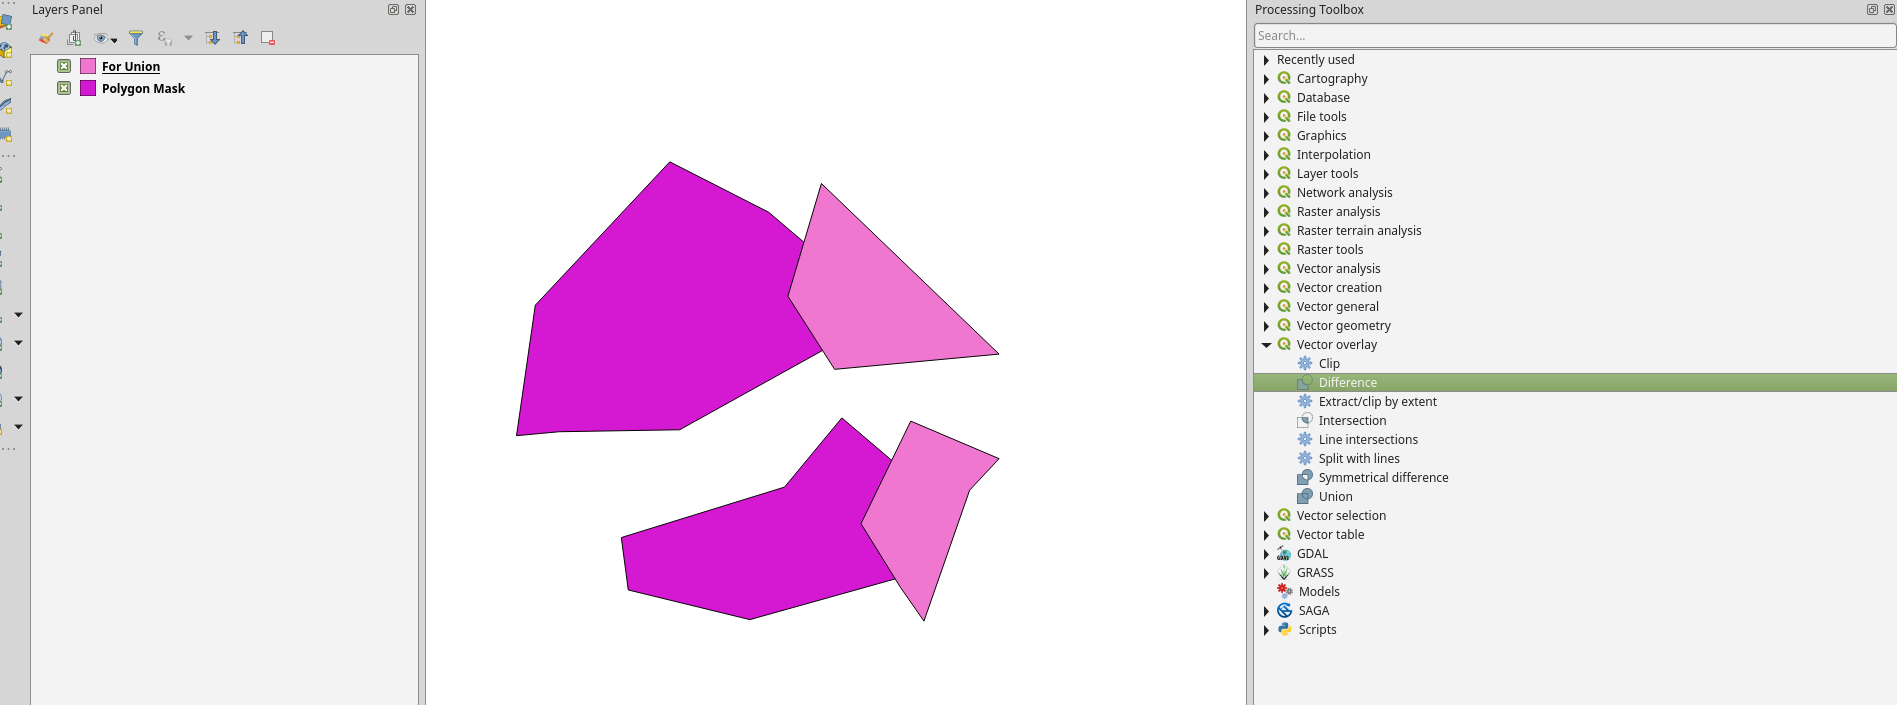 Layers Panel
For Union
Polygon Mask
Processing Toolbox
Search...
Recently used
Cartography
Database
File tools
Graphics
Interpolation
Layer tools
Network analysis
Raster analysis
Raster terrain analysis
Raster tools
Vector analysis
Vector creation
Vector general
Vector geometry
Vector overlay
Clip
Difference
Extract/clip by extent
Intersection
Line intersections
Split with lines
Symmetrical difference
Union
Vector selection
Vector table
GDAL
GRASS
Models
SAGA
Scripts